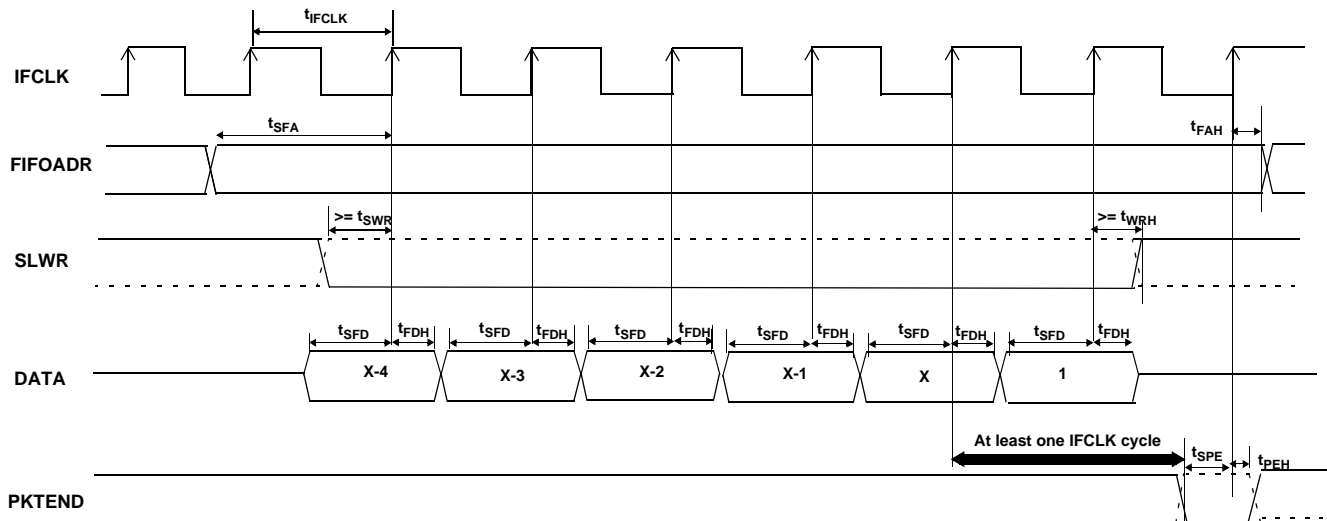 tIFCLK
IFCLK
tSFA
tFAH
FIFOADR
>= tSWR
>= tWRH
SLWR
tSFD tFDH tSFD tFDH tSFD tFDH tSFD tFDH tSFD tFDH tSFD tFDH
DATA X-4 X-3 X-2 X-1 X 1
At least one IFCLK cycle
tSPE
tPEH
PKTEND